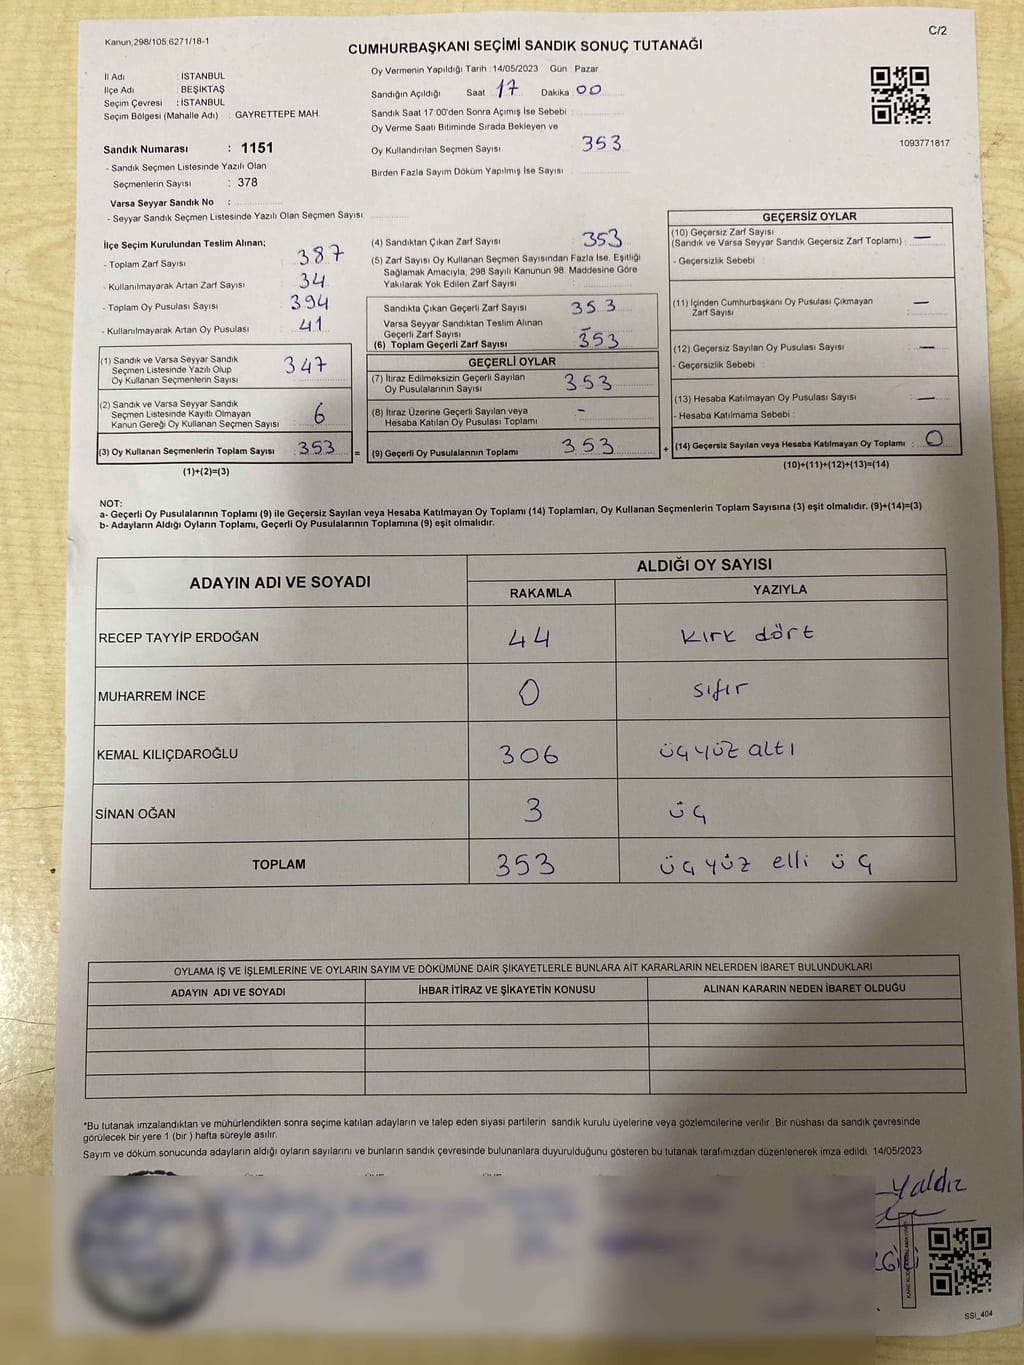 Kanun,298/105,6271/18-1
C/2
CUMHURBAŞKANI SEÇİMİ SANDIK SONUÇ TUTANAĞI
İl Adı : İSTANBUL
İlçe Adı : BEŞİKTAŞ
Seçim Çevresi : İSTANBUL
Seçim Bölgesi (Mahalle Adı) : GAYRETTEPE MAH.
Sandık Numarası : 1151
- Sandık Seçmen Listesinde Yazılı Olan
Seçmenlerin Sayısı : 378
Varsa Seyyar Sandık No :
- Seyyar Sandık Seçmen Listesinde Yazılı Olan Seçmen Sayısı:
Oy Vermenin Yapıldığı Tarih : 14/05/2023 Gün : Pazar
Sandığın Açıldığı Saat 17 Dakika 00
Sandık Saat 17:00'den Sonra Açımış İse Sebebi :
Oy Verme Saati Bitiminde Sırada Bekleyen ve
Oy Kullandırılan Seçmen Sayısı 353
Birden Fazla Sayım Döküm Yapılmış İse Sayısı :
1093771817
İlçe Seçim Kurulundan Teslim Alınan;
- Toplam Zarf Sayısı 387
- Kullanılmayarak Artan Zarf Sayısı 34
- Toplam Oy Pusulası Sayısı 394
- Kullanılmayarak Artan Oy Pusulası 41
(1) Sandık ve Varsa Seyyar Sandık
Seçmen Listesinde Yazılı Olup
Oy Kullanan Seçmenlerin Sayısı 347
(2) Sandık ve Varsa Seyyar Sandık
Seçmen Listesinde Kayıtlı Olmayan
Kanun Gereği Oy Kullanan Seçmen Sayısı 6
(3) Oy Kullanan Seçmenlerin Toplam Sayısı : 353 =
(1)+(2)=(3)
(4) Sandıktan Çıkan Zarf Sayısı 353
(5) Zarf Sayısı Oy Kullanan Seçmen Sayısından Fazla İse, Eşitliği
Sağlamak Amacıyla, 298 Sayılı Kanunun 98. Maddesine Göre
Yakılarak Yok Edilen Zarf Sayısı :
Sandıkta Çıkan Geçerli Zarf Sayısı 353
Varsa Seyyar Sandıktan Teslim Alınan
Geçerli Zarf Sayısı -
(6) Toplam Geçerli Zarf Sayısı 353
GEÇERLİ OYLAR
(7) İtiraz Edilmeksizin Geçerli Sayılan
Oy Pusulalarının Sayısı 353
(8) İtiraz Üzerine Geçerli Sayılan veya
Hesaba Katılan Oy Pusulası Toplamı -
(9) Geçerli Oy Pusulalarının Toplamı 353 +
GEÇERSİZ OYLAR
(10) Geçersiz Zarf Sayısı
(Sandık ve Varsa Seyyar Sandık Geçersiz Zarf Toplamı) : —
- Geçersizlik Sebebi :
(11) İçinden Cumhurbaşkanı Oy Pusulası Çıkmayan
Zarf Sayısı : —
(12) Geçersiz Sayılan Oy Pusulası Sayısı : —
- Geçersizlik Sebebi :
(13) Hesaba Katılmayan Oy Pusulası Sayısı : —
- Hesaba Katılmama Sebebi :
(14) Geçersiz Sayılan veya Hesaba Katılmayan Oy Toplamı : 0
(10)+(11)+(12)+(13)=(14)
NOT:
a- Geçerli Oy Pusulalarının Toplamı (9) ile Geçersiz Sayılan veya Hesaba Katılmayan Oy Toplamı (14) Toplamları, Oy Kullanan Seçmenlerin Toplam Sayısına (3) eşit olmalıdır. (9)+(14)=(3)
b- Adayların Aldığı Oyların Toplamı, Geçerli Oy Pusulalarının Toplamına (9) eşit olmalıdır.
ADAYIN ADI VE SOYADI
ALDIĞI OY SAYISI
RAKAMLA YAZIYLA
RECEP TAYYİP ERDOĞAN 44 kırk dört
MUHARREM İNCE 0 sıfır
KEMAL KILIÇDAROĞLU 306 üçyüz altı
SİNAN OĞAN 3 üç
TOPLAM 353 üçyüz elli üç
OYLAMA İŞ VE İŞLEMLERİNE VE OYLARIN SAYIM VE DÖKÜMÜNE DAİR ŞİKAYETLERLE BUNLARA AİT KARARLARIN NELERDEN İBARET BULUNDUKLARI
ADAYIN ADI VE SOYADI İHBAR İTİRAZ VE ŞİKAYETİN KONUSU ALINAN KARARIN NEDEN İBARET OLDUĞU
*Bu tutanak imzalandıktan ve mühürlendikten sonra seçime katılan adayların ve talep eden siyasi partilerin sandık kurulu üyelerine veya gözlemcilerine verilir. Bir nüshası da sandık çevresinde
görülecek bir yere 1 (bir ) hafta süreyle asılır.
Sayım ve döküm sonucunda adayların aldığı oyların sayılarını ve bunların sandık çevresinde bulunanlara duyurulduğunu gösteren bu tutanak tarafımızdan düzenlenerek imza edildi. 14/05/2023
Yaldız
SSI_404